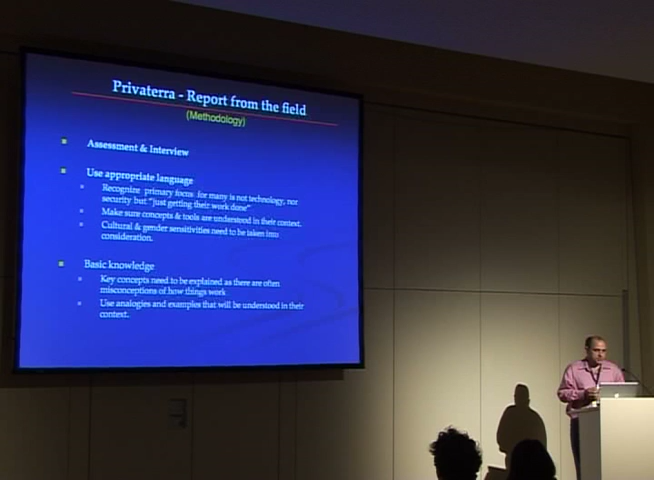 Privaterra - Report from the field
(Methodology)
Assessment & Interview
Use appropriate language
Recognize primary focus for many is not technology, nor
security but "just getting their work done"
Make sure concepts & tools are understood in their context.
Cultural & gender sensitivities need to be taken into
consideration.
Basic knowledge
Key concepts need to be explained as there are often
misconceptions of how things work
Use analogies and examples that will be understood in their
context.